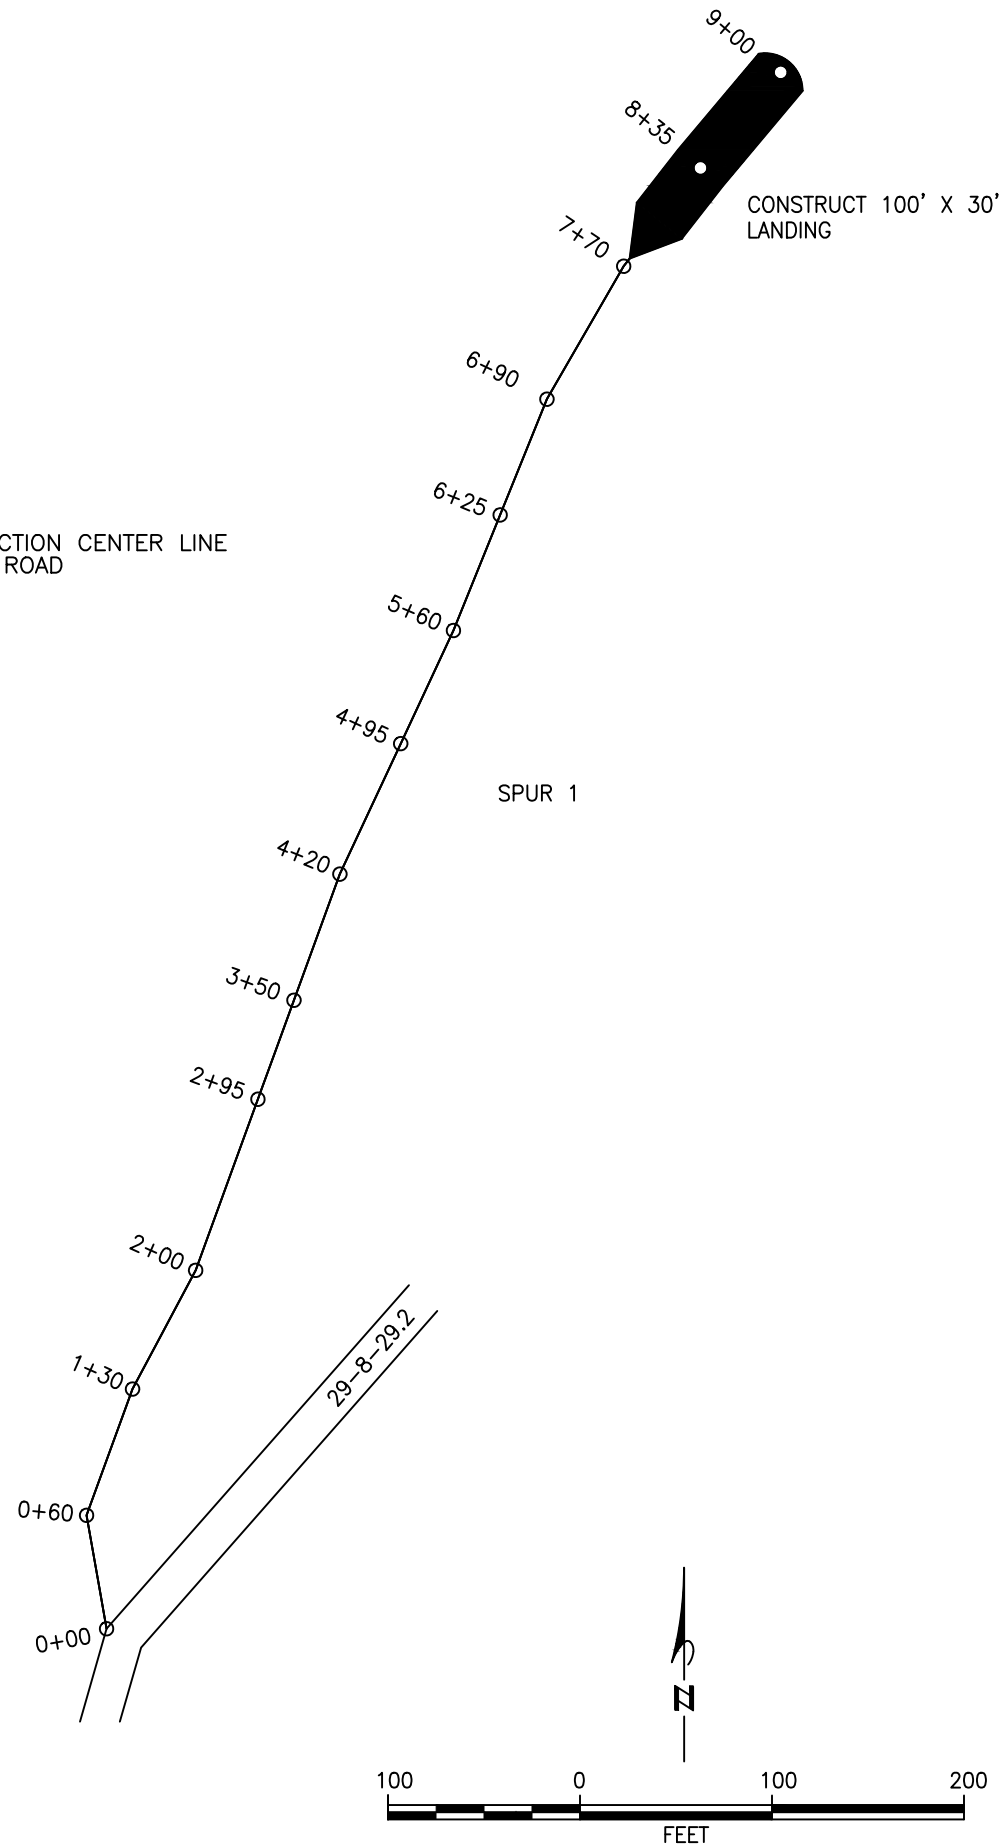 9+00
8+35
CONSTRUCT 100' X 30'
LANDING
7+70
6+90
6+25
CTION CENTER LINE
ROAD
5+60
4+95
SPUR 1
4+20
3+50
2+95
2+00
29-8-29.2
1+30
0+60
0+00
N
100 0 100 200
FEET